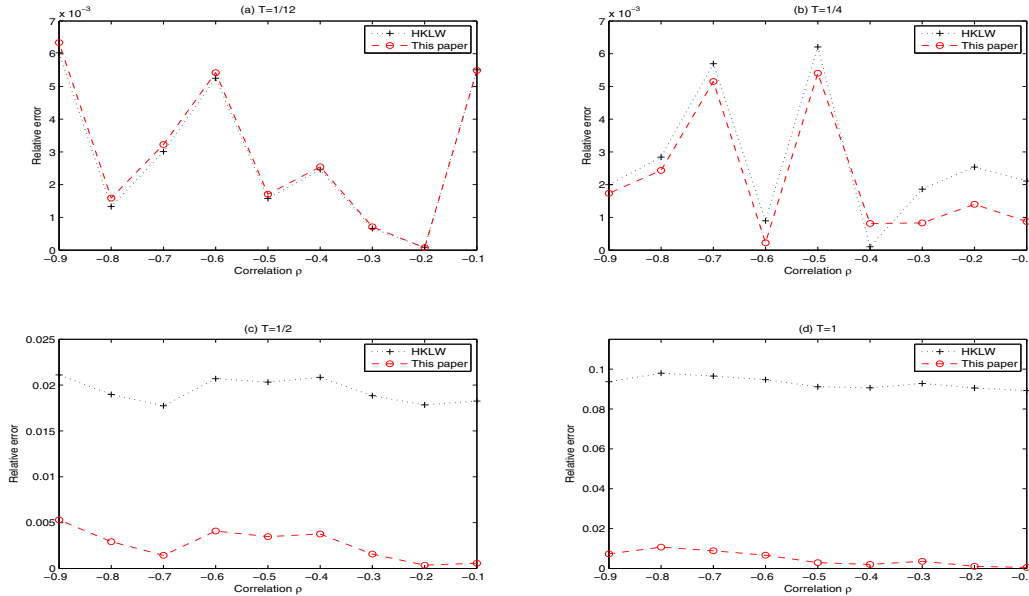 (a) T=1/12
x 10⁻³
7
6
5
4
3
2
1
0
Relative error
−0.9 −0.8 −0.7 −0.6 −0.5 −0.4 −0.3 −0.2 −0.1
Correlation ρ
HKLW
This paper
(b) T=1/4
x 10⁻³
7
6
5
4
3
2
1
0
Relative error
−0.9 −0.8 −0.7 −0.6 −0.5 −0.4 −0.3 −0.2 −0.
Correlation ρ
HKLW
This paper
(c) T=1/2
0.025
0.02
0.015
0.01
0.005
0
Relative error
−0.9 −0.8 −0.7 −0.6 −0.5 −0.4 −0.3 −0.2 −0.1
Correlation ρ
HKLW
This paper
(d) T=1
0.1
0.08
0.06
0.04
0.02
0
Relative error
−0.9 −0.8 −0.7 −0.6 −0.5 −0.4 −0.3 −0.2 −0.
Correlation ρ
HKLW
This paper